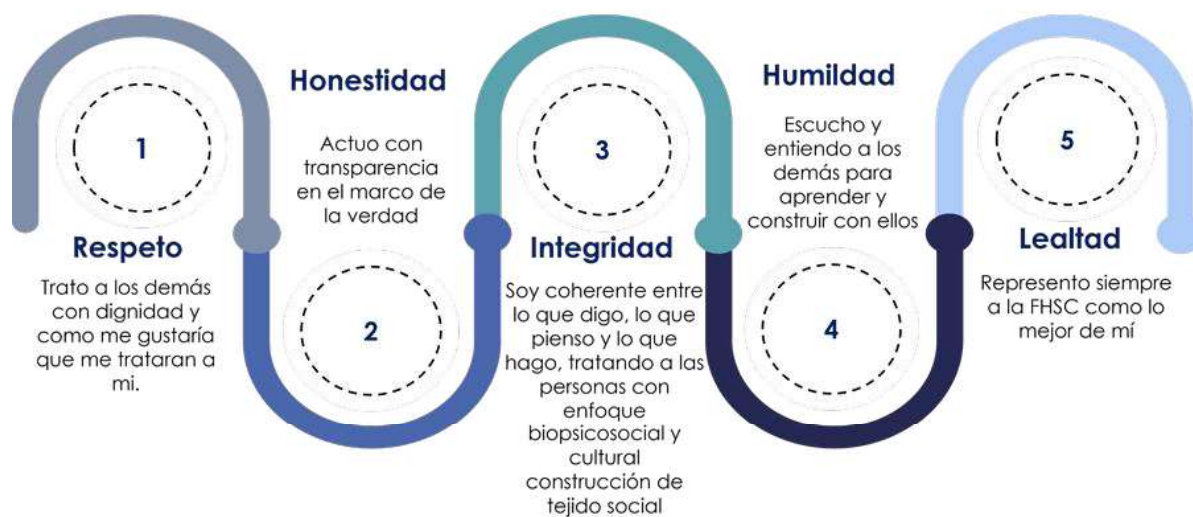 1
Respeto
Trato a los demás
con dignidad y
como me gustaría
que me trataran a
mi.
Honestidad
Actuo con
transparencia
en el marco de
la verdad
2
3
Integridad
Soy coherente entre
lo que digo, lo que
pienso y lo que
hago, tratando a las
personas con
enfoque
biopsicosocial y
cultural
construcción de
tejido social
Humildad
Escucho y
entiendo a los
demás para
aprender y
construir con ellos
4
5
Lealtad
Represento siempre
a la FHSC como lo
mejor de mí